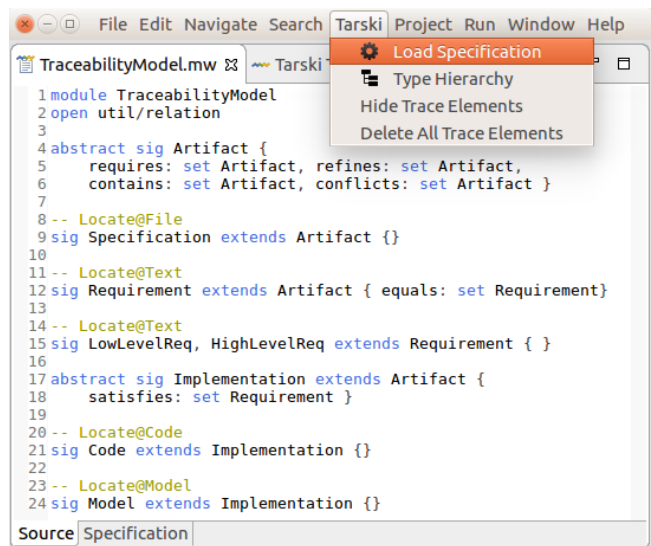 File Edit Navigate Search Tarski Project Run Window Help
Load Specification
Type Hierarchy
Hide Trace Elements
Delete All Trace Elements
TraceabilityModel.mw Tarski
1 module TraceabilityModel
2 open util/relation
3
4 abstract sig Artifact {
5 requires: set Artifact, refines: set Artifact,
6 contains: set Artifact, conflicts: set Artifact }
7
8 -- Locate@File
9 sig Specification extends Artifact {}
10
11 -- Locate@Text
12 sig Requirement extends Artifact { equals: set Requirement}
13
14 -- Locate@Text
15 sig LowLevelReq, HighLevelReq extends Requirement { }
16
17 abstract sig Implementation extends Artifact {
18 satisfies: set Requirement }
19
20 -- Locate@Code
21 sig Code extends Implementation {}
22
23 -- Locate@Model
24 sig Model extends Implementation {}
Source Specification